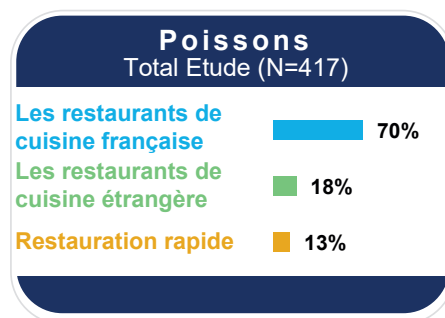 Poissons
Total Etude (N=417)
Les restaurants de
cuisine française
70%
Les restaurants de
cuisine étrangère
18%
Restauration rapide
13%